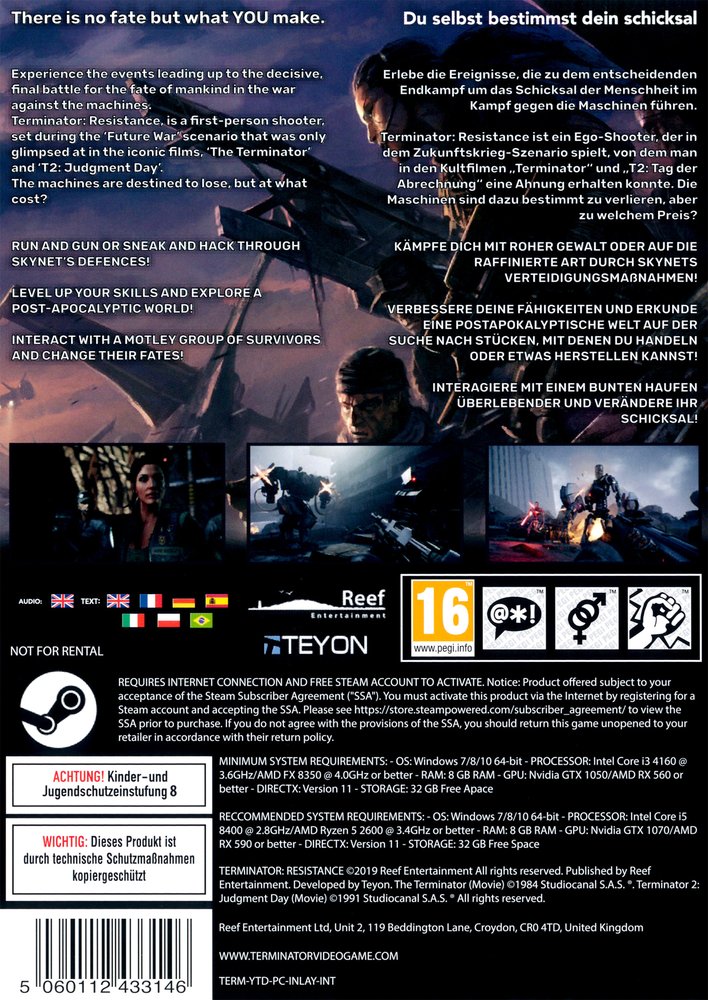 There is no fate but what YOU make.
Experience the events leading up to the decisive,
final battle for the fate of mankind in the war
against the machines.
Terminator: Resistance, is a first-person shooter,
set during the 'Future War' scenario that was only
glimpsed at in the iconic films, 'The Terminator'
and 'T2: Judgment Day'.
The machines are destined to lose, but at what
cost?
RUN AND GUN OR SNEAK AND HACK THROUGH
SKYNET'S DEFENCES!
LEVEL UP YOUR SKILLS AND EXPLORE A
POST-APOCALYPTIC WORLD!
INTERACT WITH A MOTLEY GROUP OF SURVIVORS
AND CHANGE THEIR FATES!
Du selbst bestimmst dein schicksal
Erlebe die Ereignisse, die zu dem entscheidenden
Endkampf um das Schicksal der Menschheit im
Kampf gegen die Maschinen führen.
Terminator: Resistance ist ein Ego-Shooter, der in
dem Zukunftskrieg-Szenario spielt, von dem man
in den Kultfilmen „Terminator“ und „T2: Tag der
Abrechnung“ eine Ahnung erhalten konnte. Die
Maschinen sind dazu bestimmt zu verlieren, aber
zu welchem Preis?
KÄMPFE DICH MIT ROHER GEWALT ODER AUF DIE
RAFFINIERTE ART DURCH SKYNETS
VERTEIDIGUNGSMAßNAHMEN!
VERBESSERE DEINE FÄHIGKEITEN UND ERKUNDE
EINE POSTAPOKALYPTISCHE WELT AUF DER
SUCHE NACH STÜCKEN, MIT DENEN DU HANDELN
ODER ETWAS HERSTELLEN KANNST!
INTERAGIERE MIT EINEM BUNTEN HAUFEN
ÜBERLEBENDER UND VERÄNDERE IHR
SCHICKSAL!
AUDIO: TEXT:
Reef
Entertainment
TEYON
16
www.pegi.info
@*!
NOT FOR RENTAL
REQUIRES INTERNET CONNECTION AND FREE STEAM ACCOUNT TO ACTIVATE. Notice: Product offered subject to your
acceptance of the Steam Subscriber Agreement ("SSA"). You must activate this product via the Internet by registering for a
Steam account and accepting the SSA. Please see https://store.steampowered.com/subscriber_agreement/ to view the
SSA prior to purchase. If you do not agree with the provisions of the SSA, you should return this game unopened to your
retailer in accordance with their return policy.
ACHTUNG! Kinder-und
Jugendschutzeinstufung 8
WICHTIG: Dieses Produkt ist
durch technische Schutzmaßnahmen
kopiergeschützt
MINIMUM SYSTEM REQUIREMENTS: - OS: Windows 7/8/10 64-bit - PROCESSOR: Intel Core i3 4160 @
3.6GHz/AMD FX 8350 @ 4.0GHz or better - RAM: 8 GB RAM - GPU: Nvidia GTX 1050/AMD RX 560 or
better - DIRECTX: Version 11 - STORAGE: 32 GB Free Apace
RECCOMENDED SYSTEM REQUIREMENTS: - OS: Windows 7/8/10 64-bit - PROCESSOR: Intel Core i5
8400 @ 2.8GHz/AMD Ryzen 5 2600 @ 3.4GHz or better - RAM: 8 GB RAM - GPU: Nvidia GTX 1070/AMD
RX 590 or better - DIRECTX: Version 11 - STORAGE: 32 GB Free Space
TERMINATOR: RESISTANCE ©2019 Reef Entertainment All rights reserved. Published by Reef
Entertainment. Developed by Teyon. The Terminator (Movie) ©1984 Studiocanal S.A.S. ®. Terminator 2:
Judgment Day (Movie) ©1991 Studiocanal S.A.S. ® All rights reserved.
Reef Entertainment Ltd, Unit 2, 119 Beddington Lane, Croydon, CR0 4TD, United Kingdom
WWW.TERMINATORVIDEOGAME.COM
TERM-YTD-PC-INLAY-INT
5 060112 433146